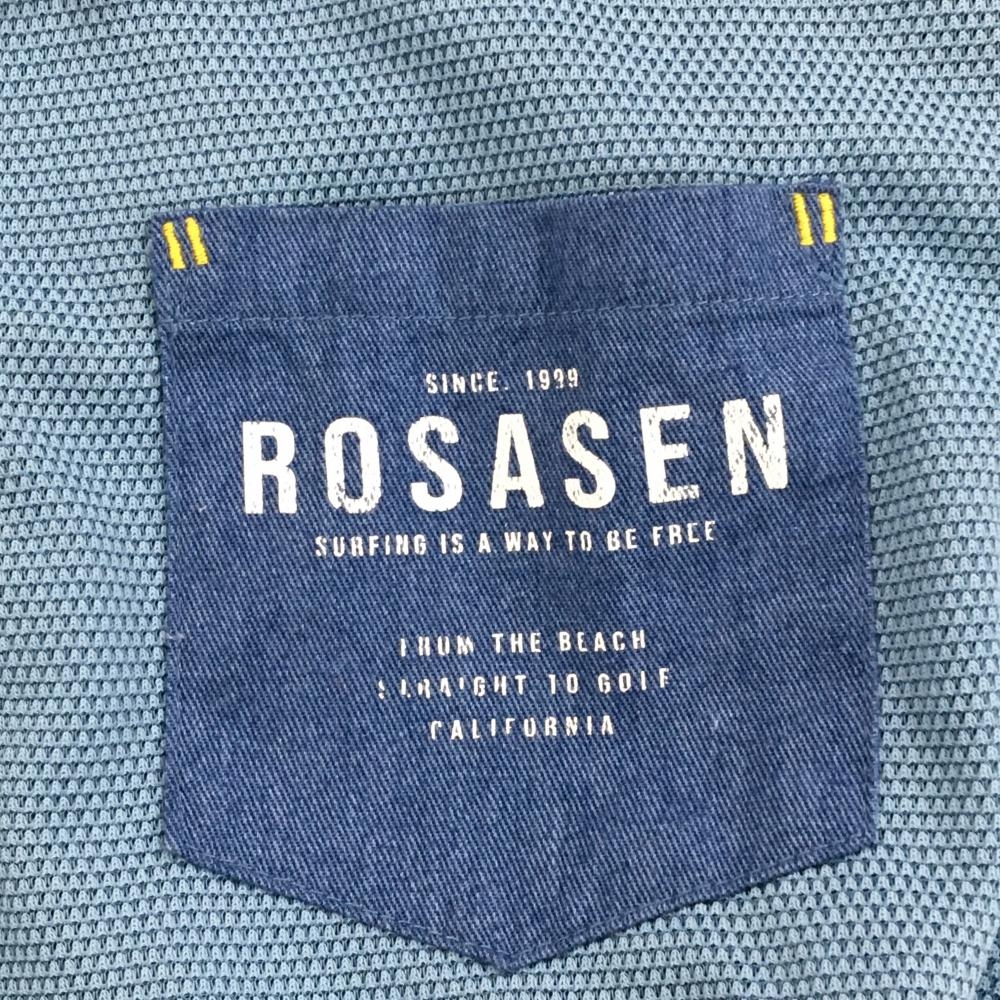 SINCE. 1999
ROSASEN
SURFING IS A WAY TO BE FREE
FROM THE BEACH
STRAIGHT TO GOLF
CALIFORNIA